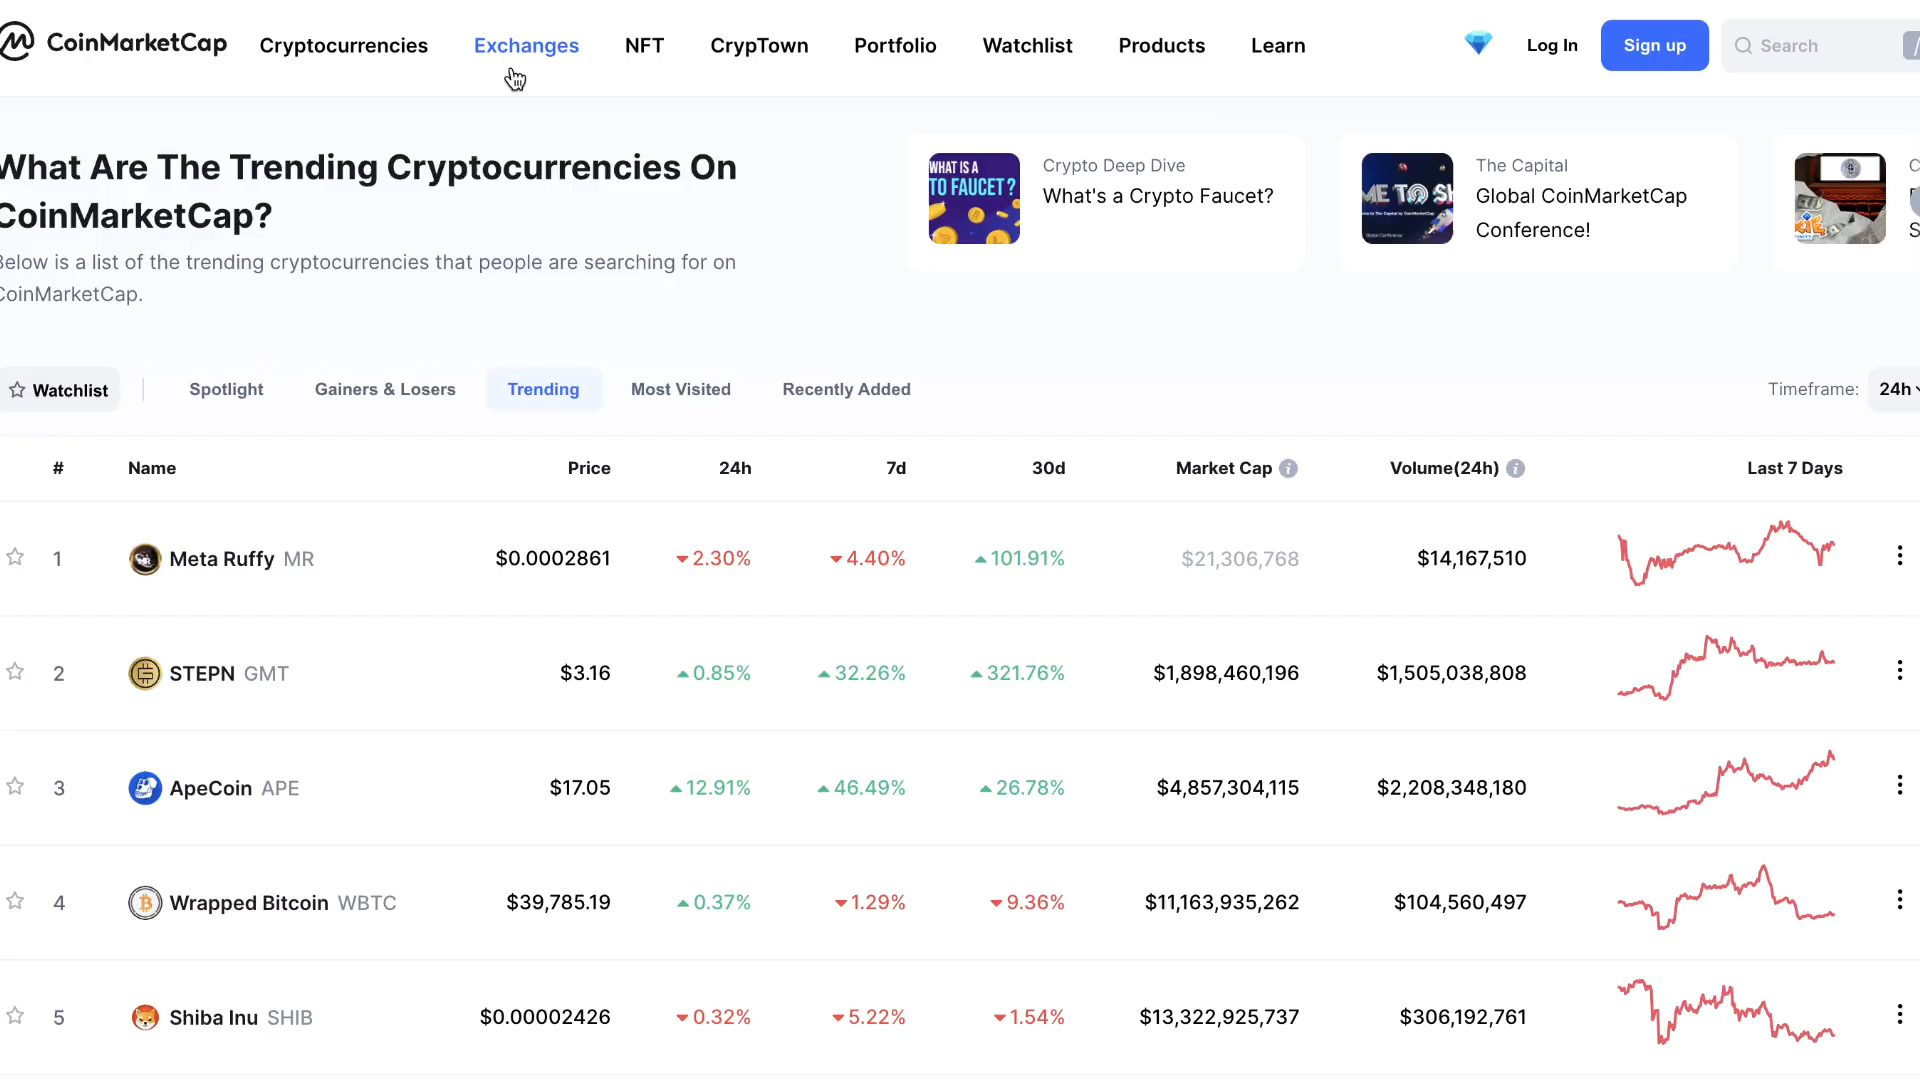 CoinMarketCap Cryptocurrencies Exchanges NFT CrypTown Portfolio Watchlist Products Learn Log In Sign up Search /
What Are The Trending Cryptocurrencies On
CoinMarketCap?
Below is a list of the trending cryptocurrencies that people are searching for on
CoinMarketCap.
WHAT IS A
TO FAUCET ?
Crypto Deep Dive
What's a Crypto Faucet?
ME TO SH
The Capital
Global CoinMarketCap
Conference!
C
S
Watchlist Spotlight Gainers & Losers Trending Most Visited Recently Added Timeframe: 24h
# Name Price 24h 7d 30d Market Cap Volume(24h) Last 7 Days
1 Meta Ruffy MR $0.0002861 2.30% 4.40% 101.91% $21,306,768 $14,167,510
2 STEPN GMT $3.16 0.85% 32.26% 321.76% $1,898,460,196 $1,505,038,808
3 ApeCoin APE $17.05 12.91% 46.49% 26.78% $4,857,304,115 $2,208,348,180
4 Wrapped Bitcoin WBTC $39,785.19 0.37% 1.29% 9.36% $11,163,935,262 $104,560,497
5 Shiba Inu SHIB $0.00002426 0.32% 5.22% 1.54% $13,322,925,737 $306,192,761